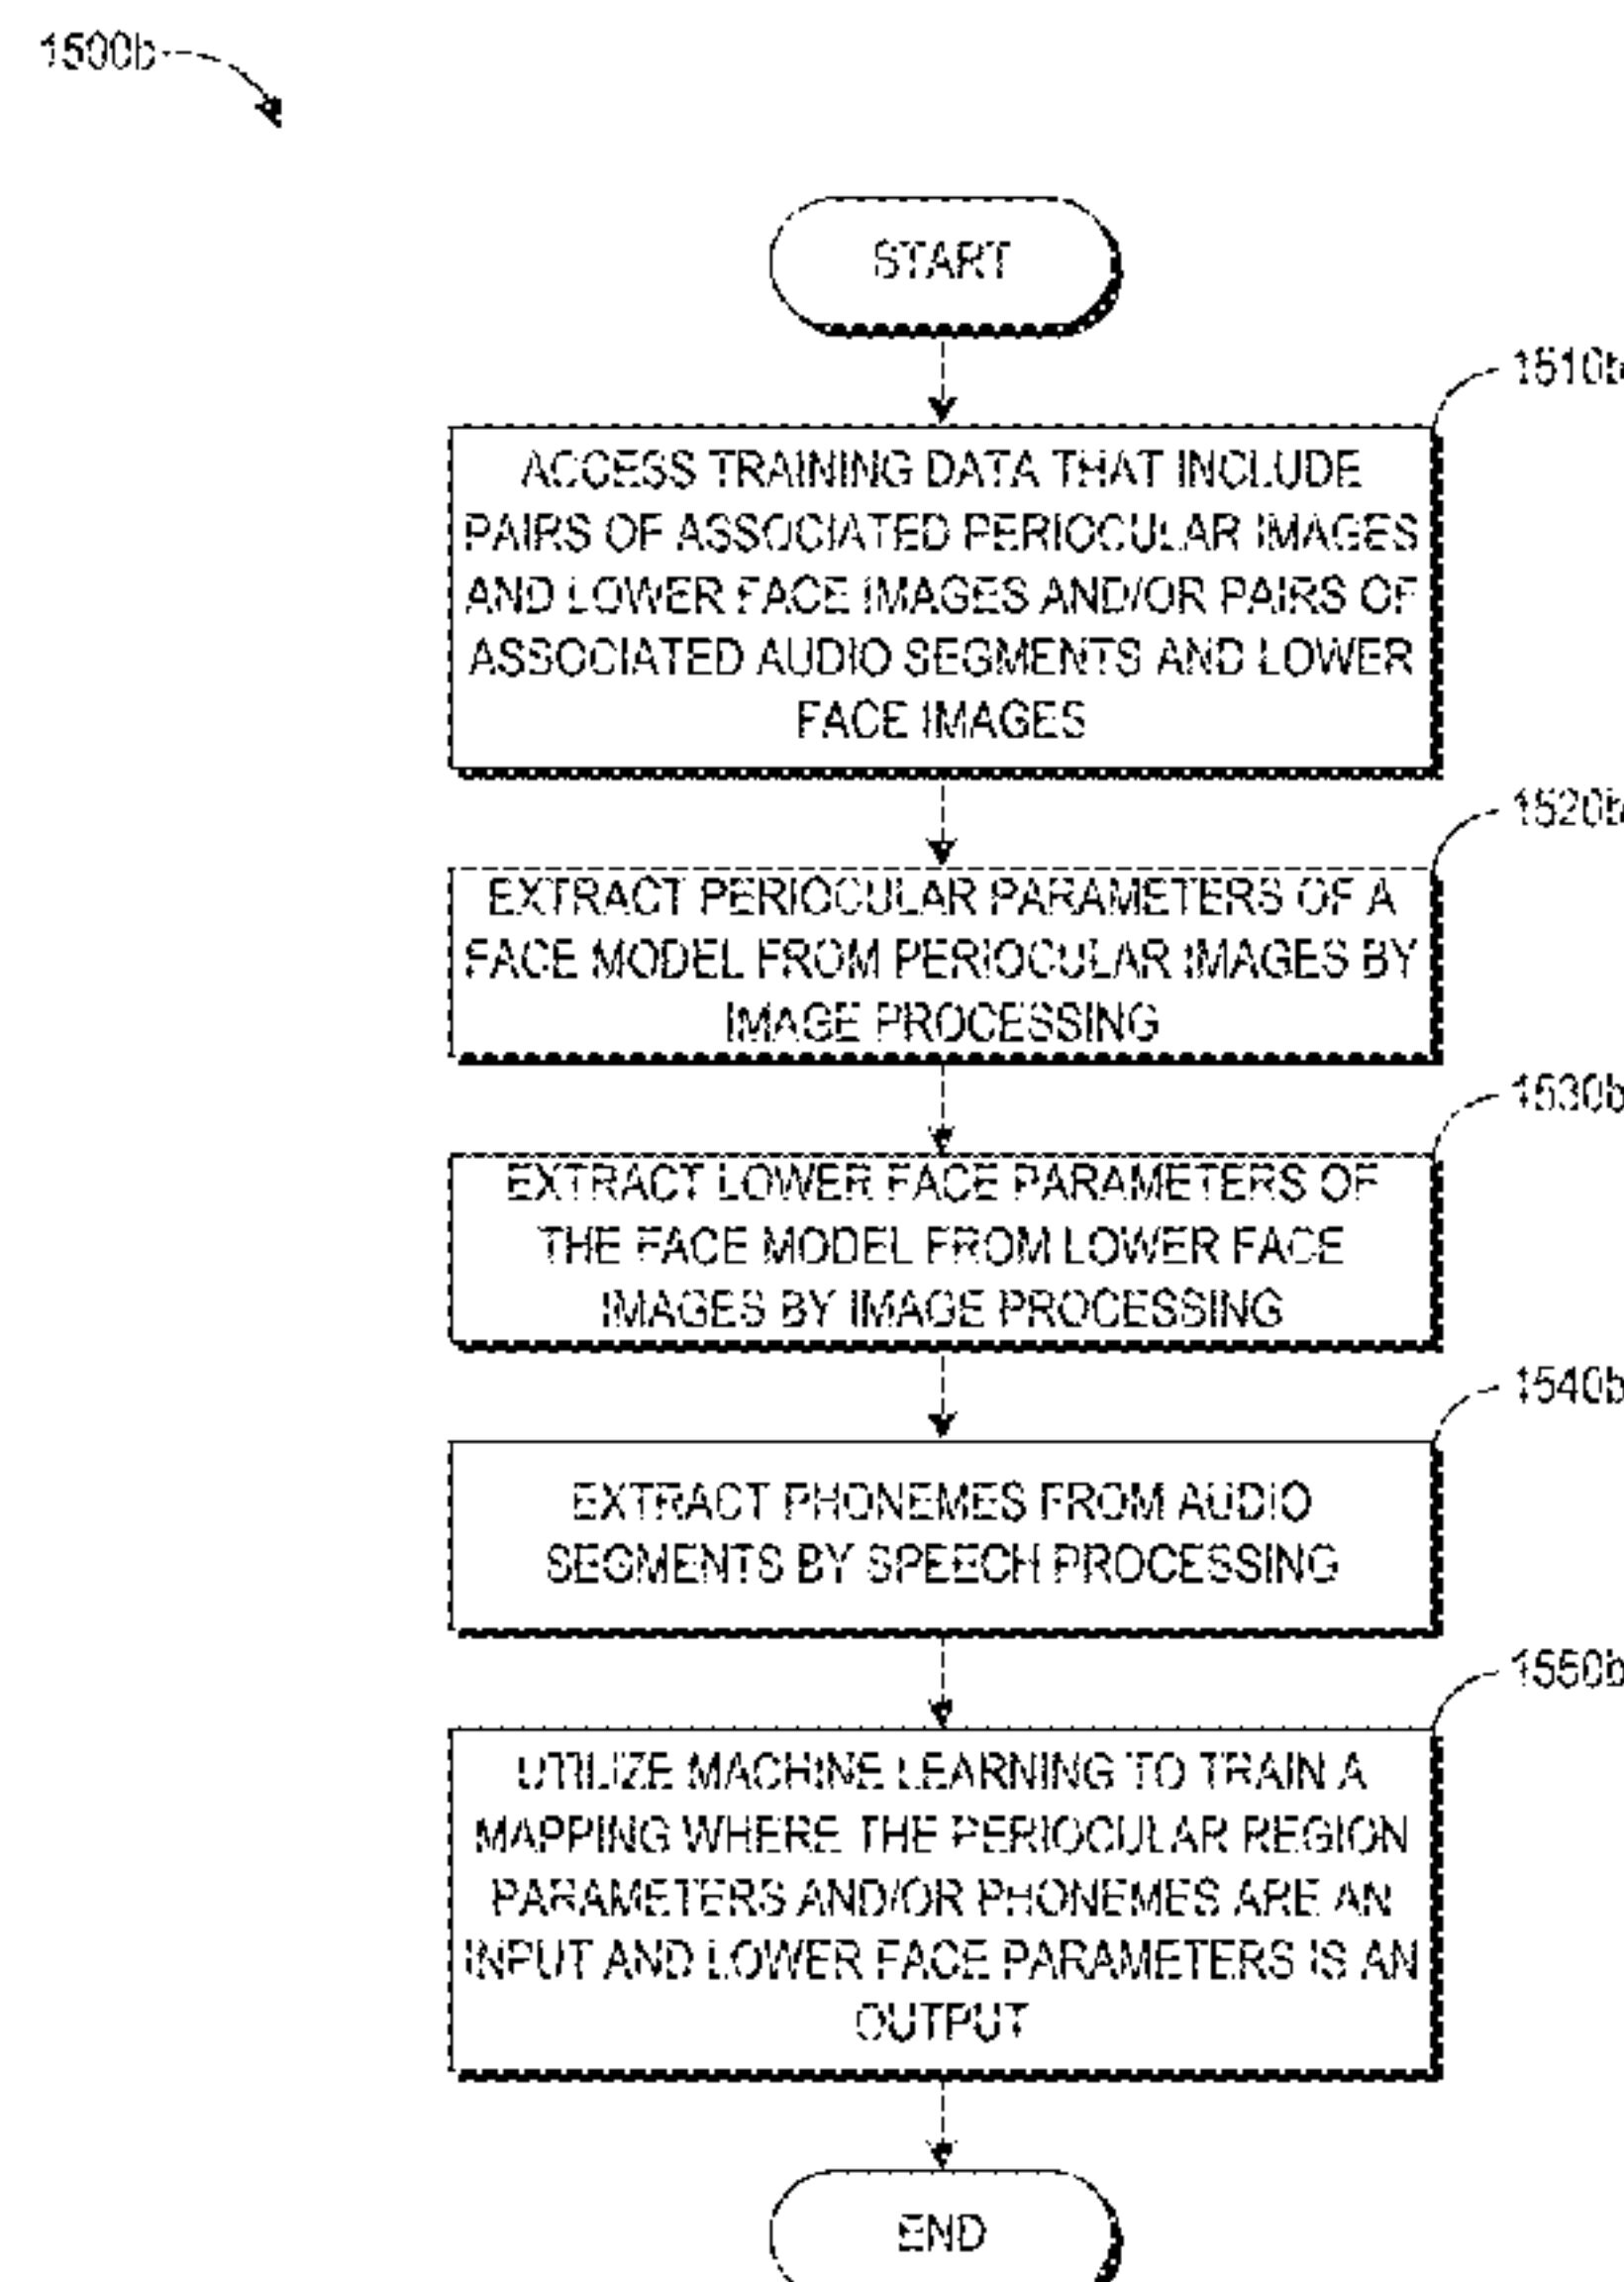 1500b
START
1510b
ACCESS TRAINING DATA THAT INCLUDE
PAIRS OF ASSOCIATED PERIOCULAR IMAGES
AND LOWER FACE IMAGES AND/OR PAIRS OF
ASSOCIATED AUDIO SEGMENTS AND LOWER
FACE IMAGES
1520b
EXTRACT PERIOCULAR PARAMETERS OF A
FACE MODEL FROM PERIOCULAR IMAGES BY
IMAGE PROCESSING
1530b
EXTRACT LOWER FACE PARAMETERS OF
THE FACE MODEL FROM LOWER FACE
IMAGES BY IMAGE PROCESSING
1540b
EXTRACT PHONEMES FROM AUDIO
SEGMENTS BY SPEECH PROCESSING
1550b
UTILIZE MACHINE LEARNING TO TRAIN A
MAPPING WHERE THE PERIOCULAR REGION
PARAMETERS AND/OR PHONEMES ARE AN
INPUT AND LOWER FACE PARAMETERS IS AN
OUTPUT
END